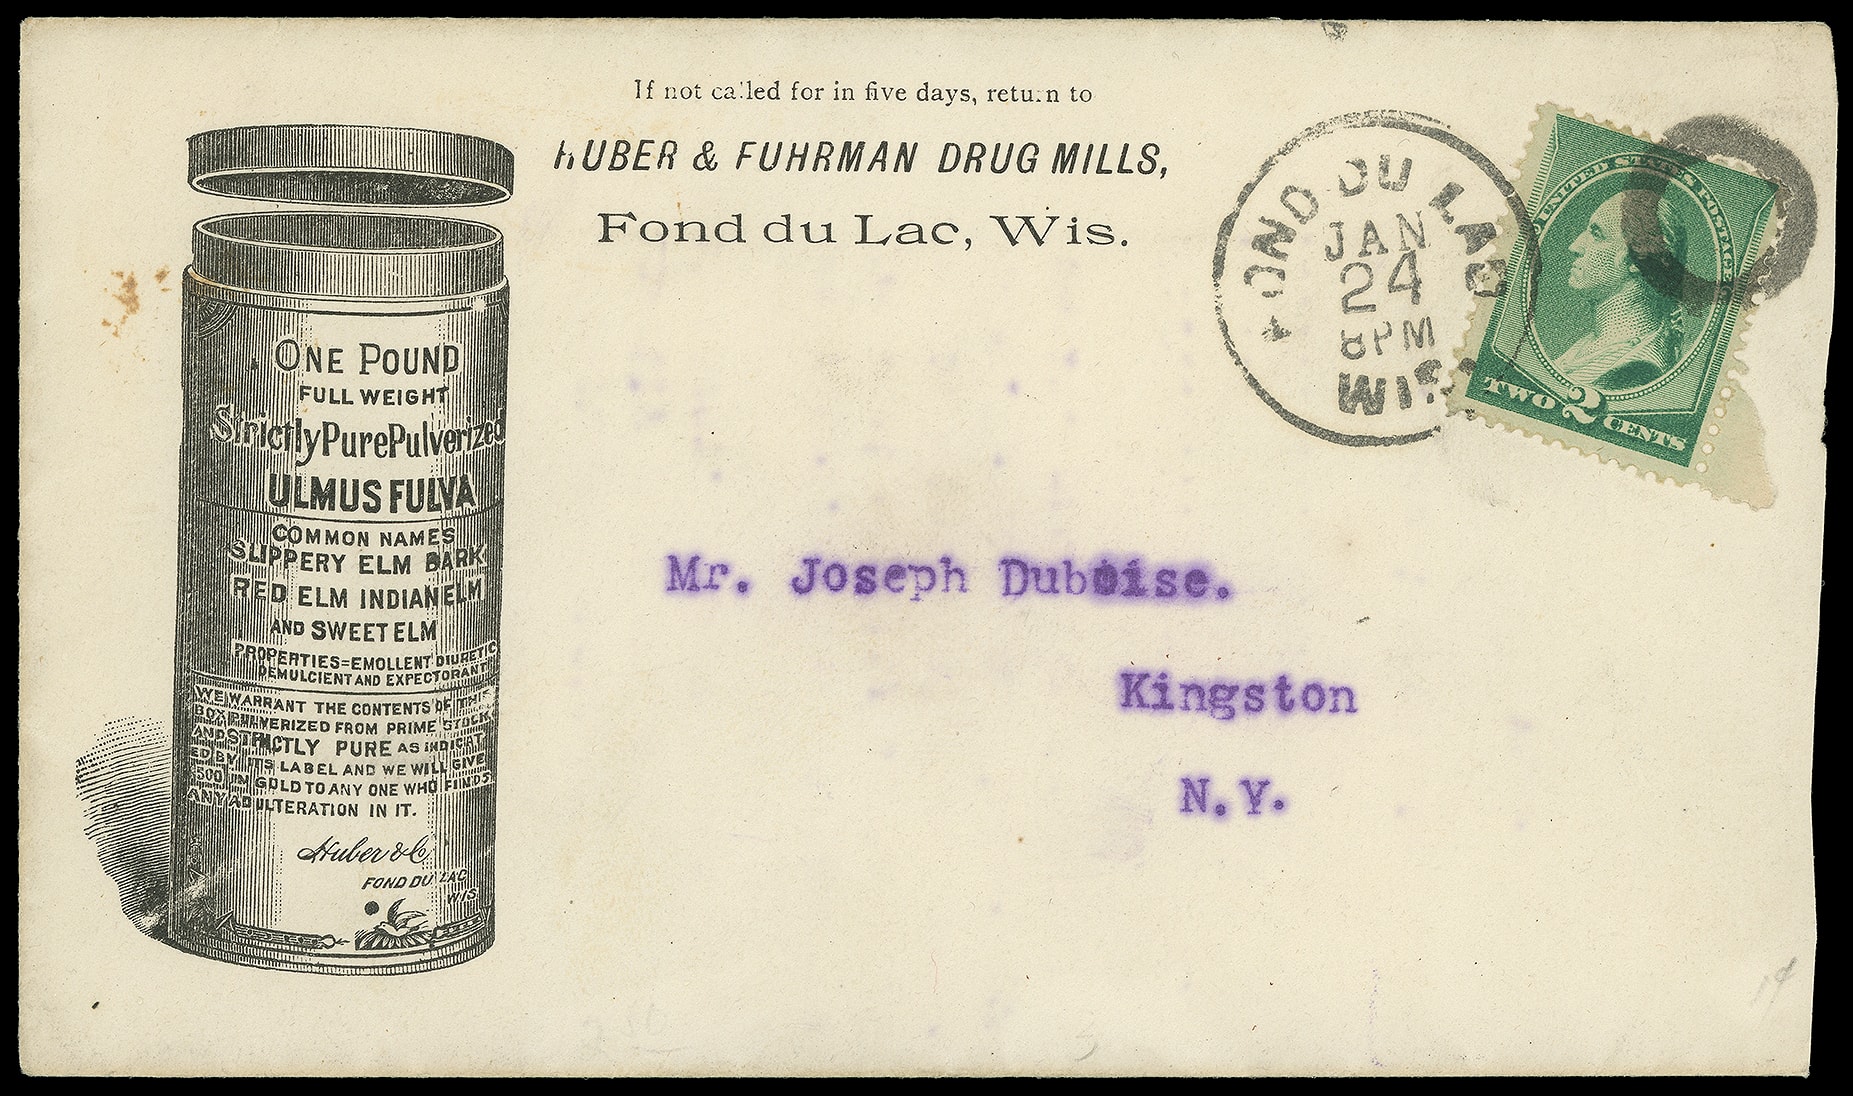 If not called for in five days, return to
HUBER & FUHRMAN DRUG MILLS,
Fond du Lac, Wis.
FOND DU LAC
JAN
24
8PM
WIS.
UNITED STATES POSTAGE
TWO 2 CENTS
ONE POUND
FULL WEIGHT
Strictly Pure Pulverized
ULMUS FULVA
COMMON NAMES
SLIPPERY ELM BARK
RED ELM INDIAN ELM
AND SWEET ELM
PROPERTIES=EMOLLENT DIURETIC
DEMULCIENT AND EXPECTORANT
WE WARRANT THE CONTENTS OF THIS
BOX PULVERIZED FROM PRIME STOCK,
AND STRICTLY PURE AS INDICAT
ED BY ITS LABEL AND WE WILL GIVE
$500 IN GOLD TO ANY ONE WHO FINDS
ANY ADULTERATION IN IT.
Huber & Co
FOND DU LAC
WIS
Mr. Joseph Duboise.
Kingston
N.Y.